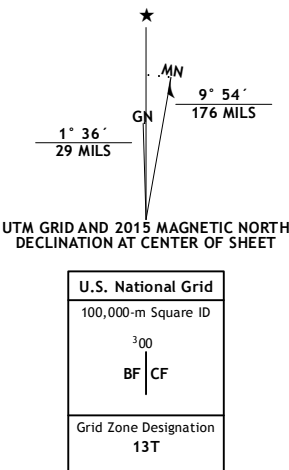 ★
MN
GN
9° 54´
176 MILS
1° 36´
29 MILS
UTM GRID AND 2015 MAGNETIC NORTH
DECLINATION AT CENTER OF SHEET
U.S. National Grid
100,000-m Square ID
³00
BF CF
Grid Zone Designation
13T